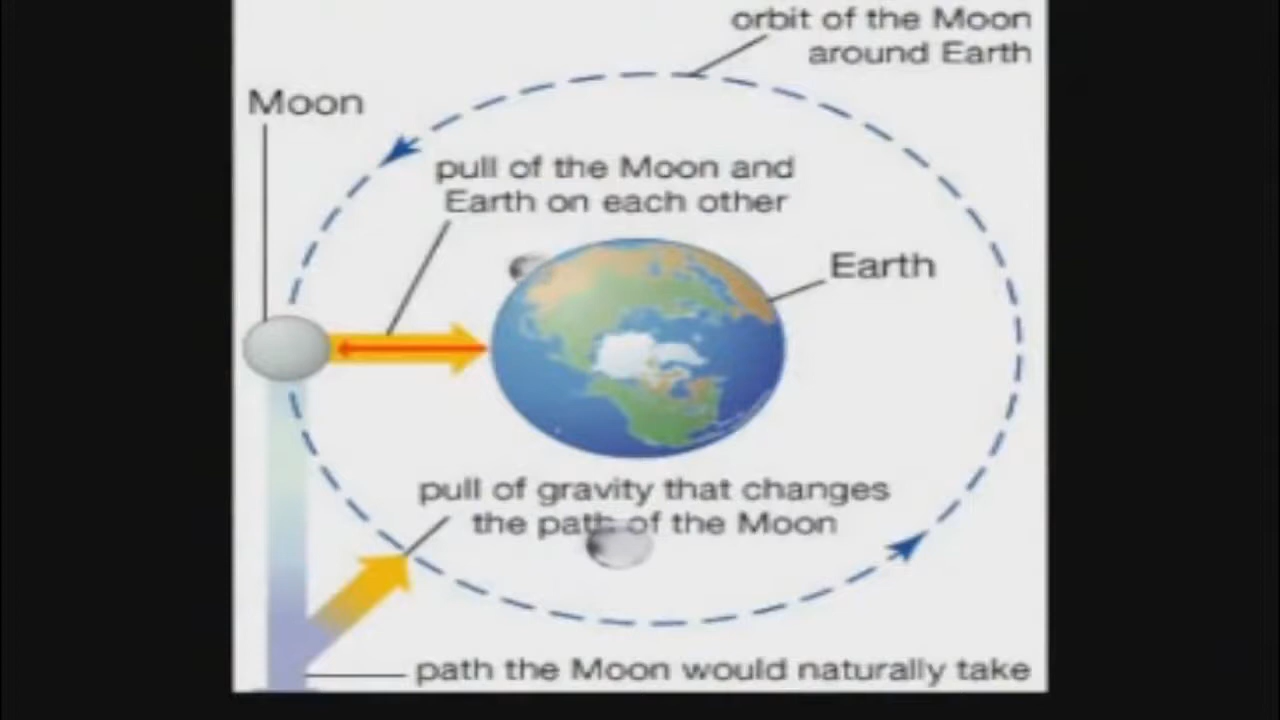 orbit of the Moon
around Earth
Moon
pull of the Moon and
Earth on each other
Earth
pull of gravity that changes
the path of the Moon
path the Moon would naturally take